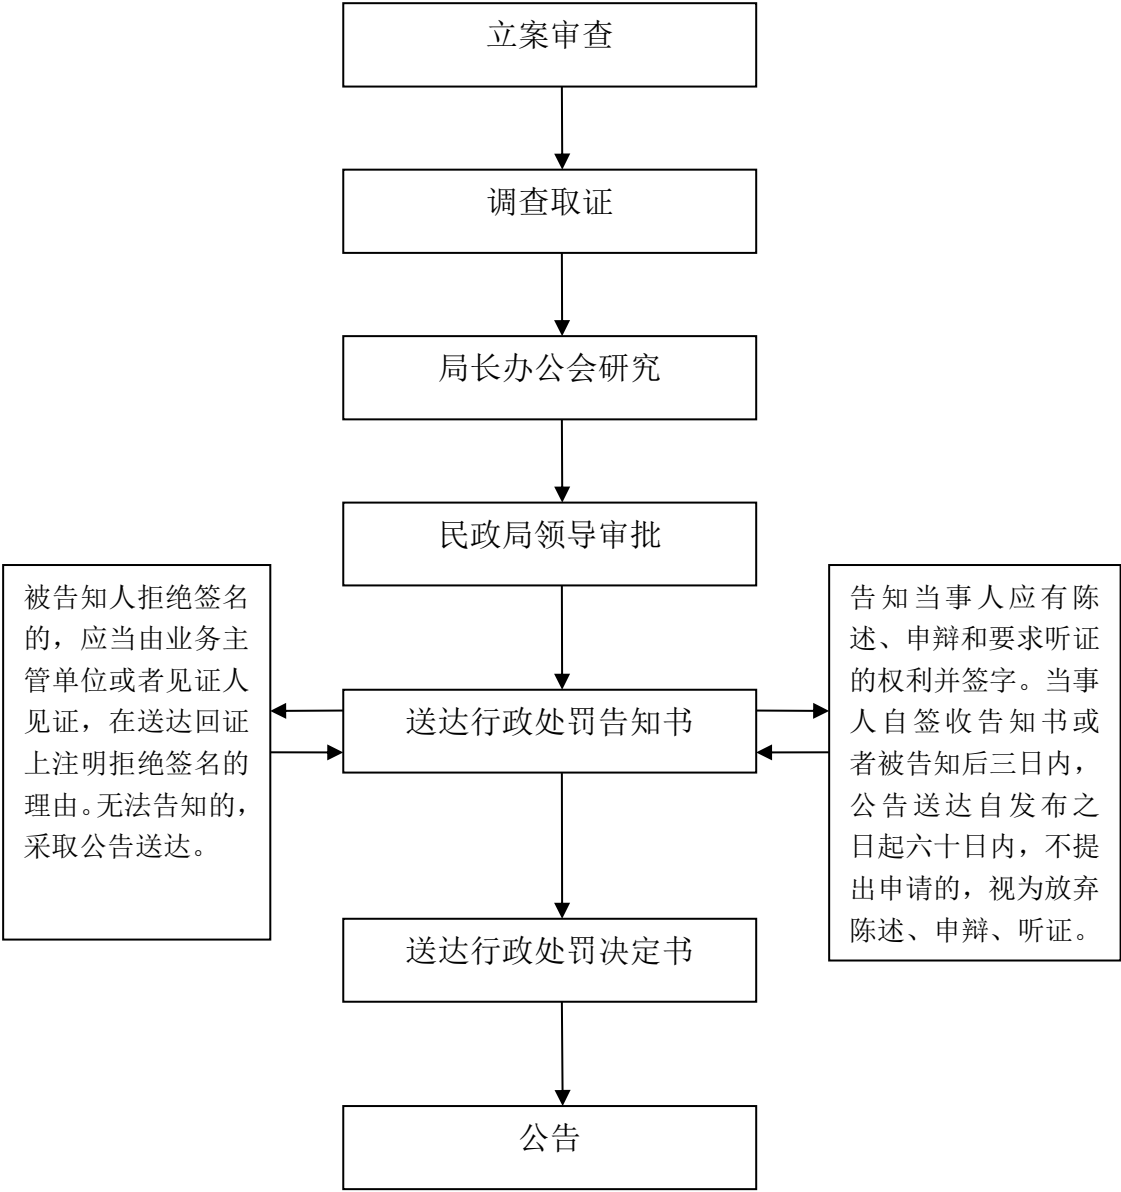 立案审查
调查取证
局长办公会研究
民政局领导审批
被告知人拒绝签名
的，应当由业务主
管单位或者见证人
见证，在送达回证
上注明拒绝签名的
理由。无法告知的，
采取公告送达。
送达行政处罚告知书
告知当事人应有陈
述、申辩和要求听证
的权利并签字。当事
人自签收告知书或
者被告知后三日内，
公告送达自发布之
日起六十日内，不提
出申请的，视为放弃
陈述、申辩、听证。
送达行政处罚决定书
公告